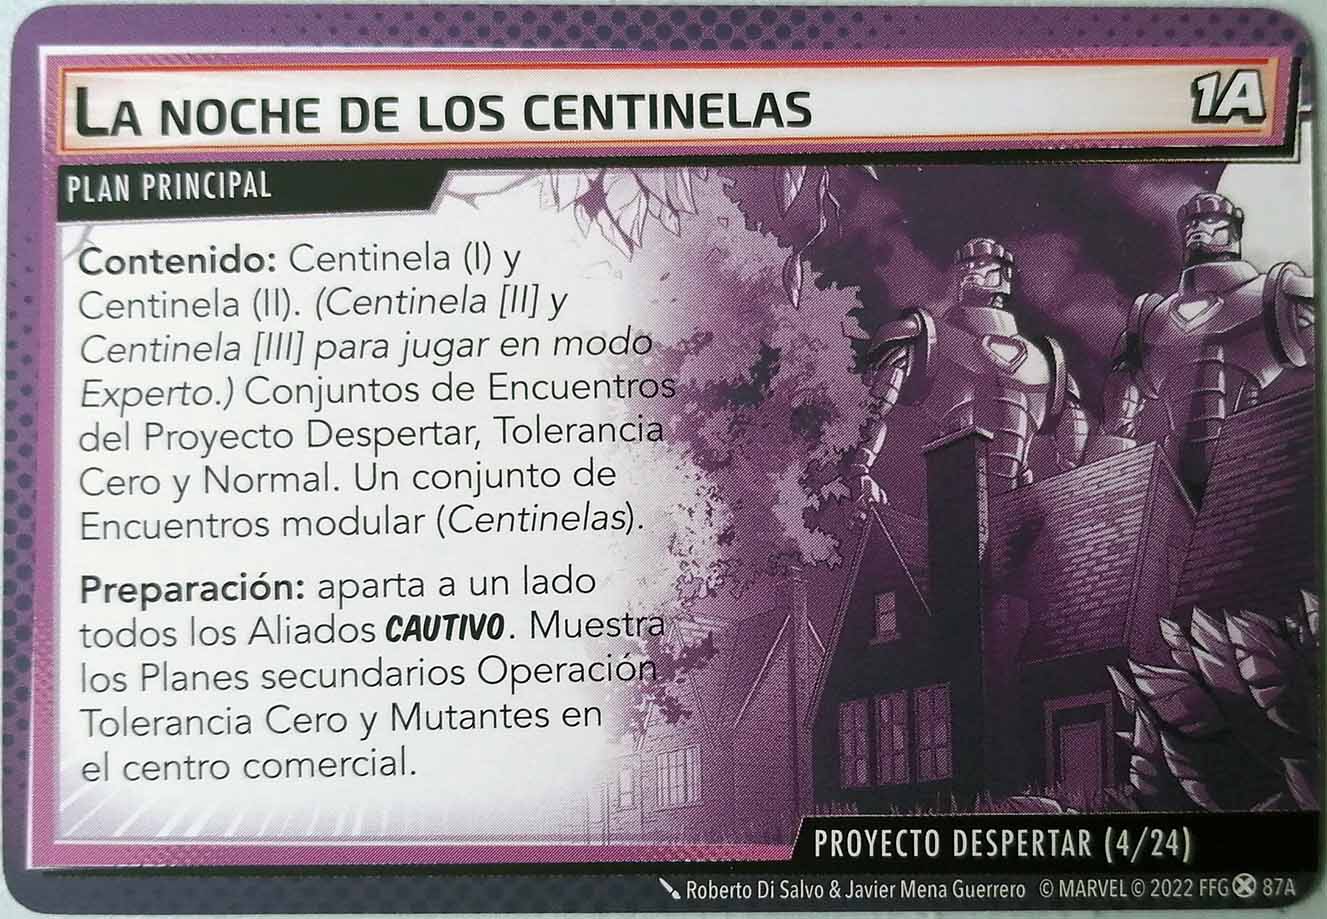 La noche de los centinelas
1A
PLAN PRINCIPAL
Contenido: Centinela (I) y
Centinela (II). (Centinela [II] y
Centinela [III] para jugar en modo
Experto.) Conjuntos de Encuentros
del Proyecto Despertar, Tolerancia
Cero y Normal. Un conjunto de
Encuentros modular (Centinelas).
Preparación: aparta a un lado
todos los Aliados CAUTIVO. Muestra
los Planes secundarios Operación
Tolerancia Cero y Mutantes en
el centro comercial.
PROYECTO DESPERTAR (4/24)
Roberto Di Salvo & Javier Mena Guerrero © MARVEL © 2022 FFG 87A